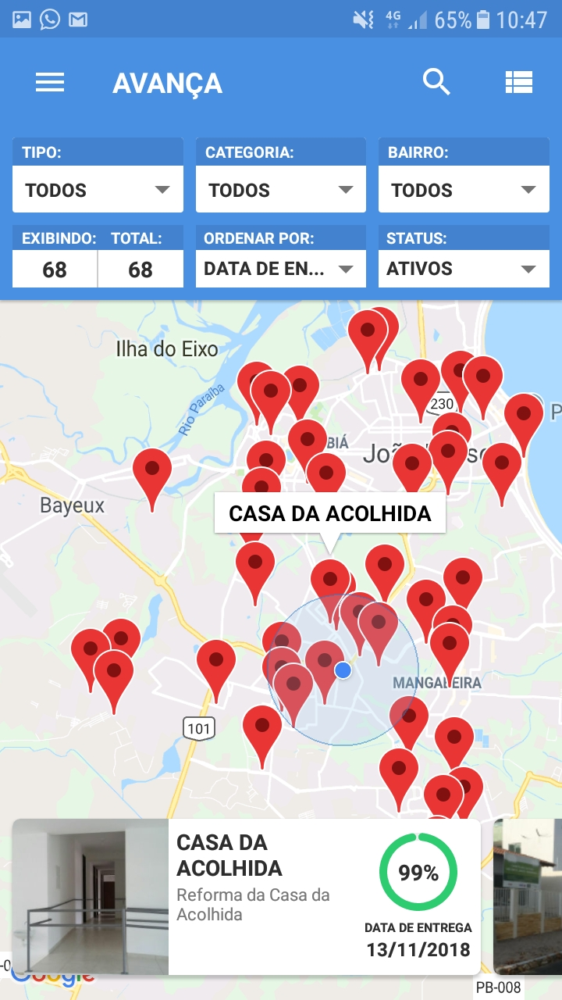 4G 65% 10:47
AVANÇA
TIPO: CATEGORIA: BAIRRO:
TODOS TODOS TODOS
EXIBINDO: TOTAL: ORDENAR POR: STATUS:
68 68 DATA DE EN... ATIVOS
Ilha do Eixo
Rio Paraíba
230
P
BIÁ
Bayeux
CASA DA ACOLHIDA
MANGABEIRA
101
CASA DA
ACOLHIDA
Reforma da Casa da
Acolhida
99%
DATA DE ENTREGA
13/11/2018
Google
PB-008